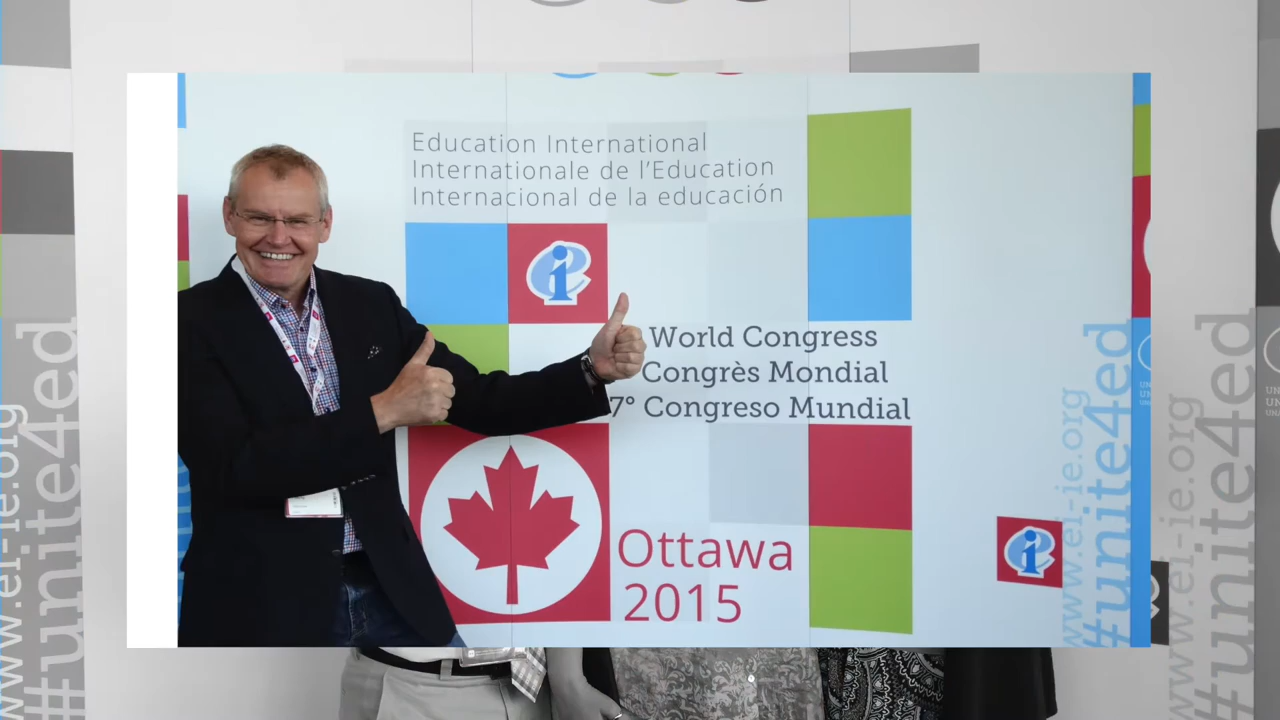 Education International
Internationale de l'Education
Internacional de la educación
World Congress
Congrès Mondial
7° Congreso Mundial
Ottawa
2015
www.ei-ie.org
#unite4ed
www.ei-ie.org
#unite4ed
www.ei-ie.org
#unite4ed